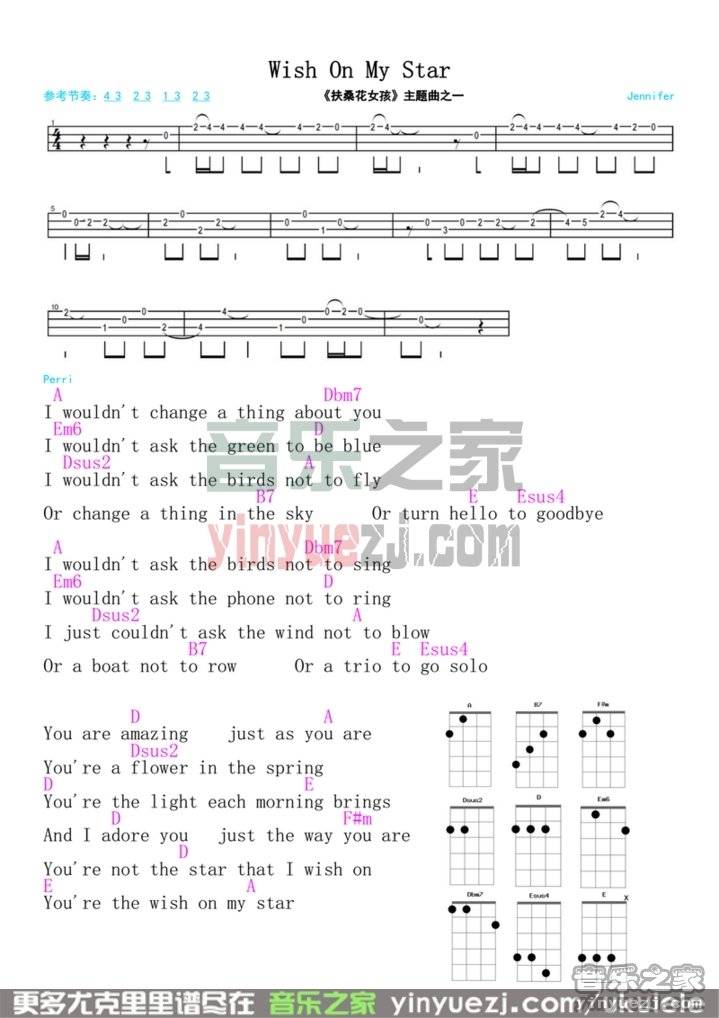 Wish On My Star
参考节奏：4 3  2 3  1 3  2 3  《扶桑花女孩》主题曲之一  Jennifer
Perri
A Dbm7
I wouldn't change a thing about you
Em6 D
I wouldn't ask the green to be blue
Dsus2 A
I wouldn't ask the birds not to fly
B7 E Esus4
Or change a thing in the sky Or turn hello to goodbye
A Dbm7
I wouldn't ask the birds not to sing
Em6 D
I wouldn't ask the phone not to ring
Dsus2 A
I just couldn't ask the wind not to blow
B7 E Esus4
Or a boat not to row Or a trio to go solo
D A
You are amazing just as you are
Dsus2
You're a flower in the spring
D E
You're the light each morning brings
D F#m
And I adore you just the way you are
D
You're not the star that I wish on
E A
You're the wish on my star
A B7 F#m
Dsus2 D Em6
Dbm7 Esus4 E
X
音乐之家
yinyuezj.com
音乐之家
yinyuezj.com
更多尤克里里谱尽在 音乐之家 yinyuezj.com